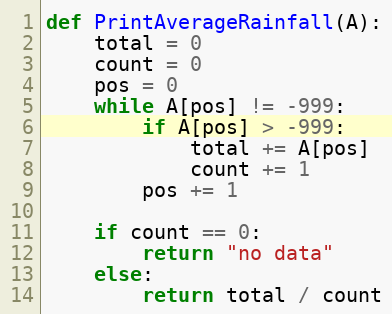 1 def PrintAverageRainfall(A):
2     total = 0
3     count = 0
4     pos = 0
5     while A[pos] != -999:
6         if A[pos] > -999:
7             total += A[pos]
8             count += 1
9         pos += 1
10
11     if count == 0:
12         return "no data"
13     else:
14         return total / count